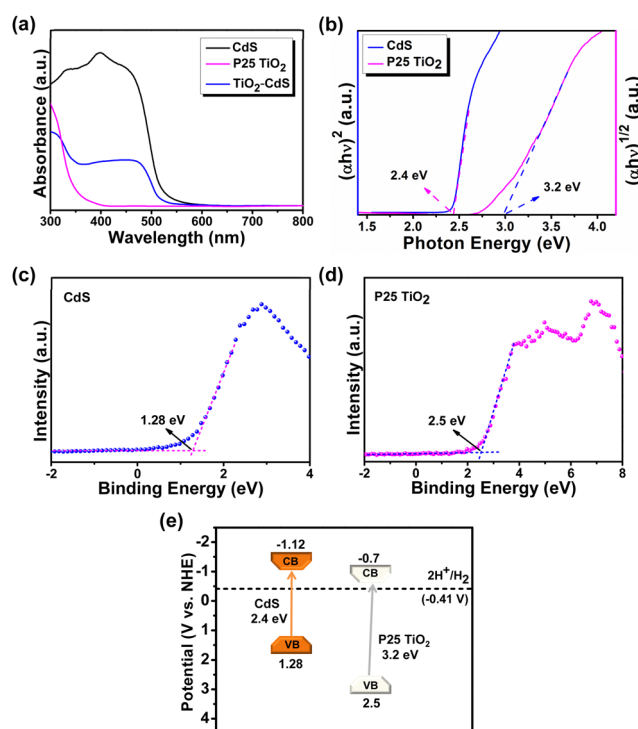 (a)
CdS
P25 TiO2
TiO2-CdS
Absorbance (a.u.)
300 400 500 600 700 800
Wavelength (nm)
(b)
CdS
P25 TiO2
(αhν)2 (a.u.)
(αhν)1/2 (a.u.)
2.4 eV
3.2 eV
1.5 2.0 2.5 3.0 3.5 4.0
Photon Energy (eV)
(c)
CdS
Intensity (a.u.)
1.28 eV
-2 0 2 4
Binding Energy (eV)
(d)
P25 TiO2
Intensity (a.u.)
2.5 eV
-2 0 2 4 6 8
Binding Energy (eV)
(e)
Potential (V vs. NHE)
-2
-1
0
1
2
3
4
-1.12
CB
CdS
2.4 eV
VB
1.28
-0.7
CB
P25 TiO2
3.2 eV
VB
2.5
2H+/H2
(-0.41 V)